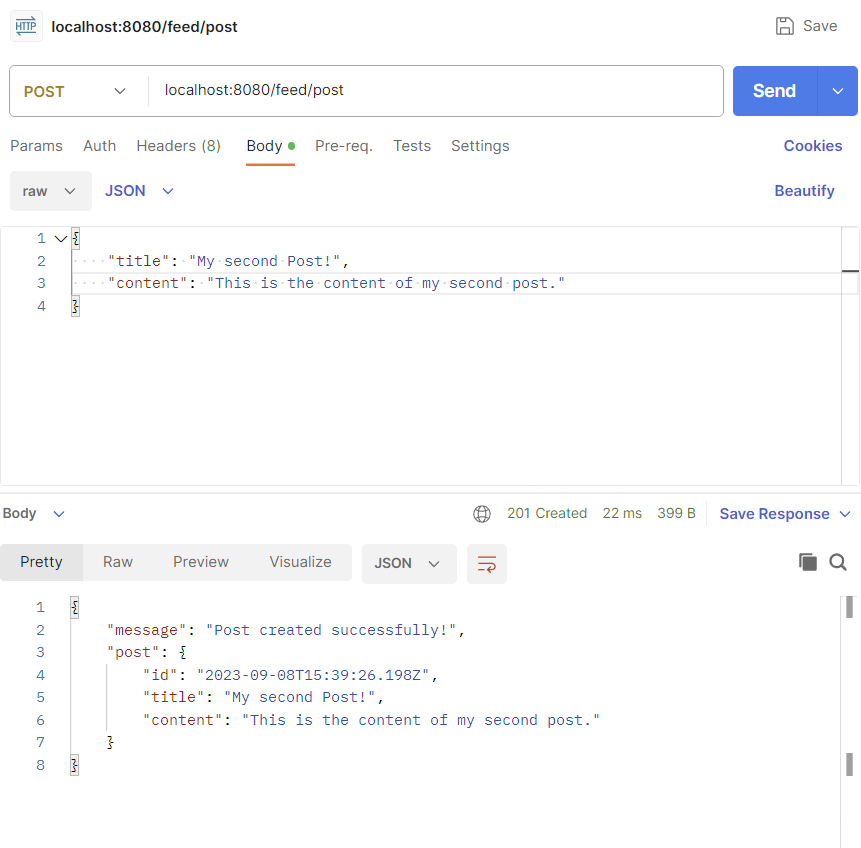 HTTP localhost:8080/feed/post Save
POST localhost:8080/feed/post Send
Params Auth Headers (8) Body Pre-req. Tests Settings Cookies
raw JSON Beautify
1 {
2 "title": "My second Post!",
3 "content": "This is the content of my second post."
4 }
Body 201 Created 22 ms 399 B Save Response
Pretty Raw Preview Visualize JSON
1 {
2 "message": "Post created successfully!",
3 "post": {
4 "id": "2023-09-08T15:39:26.198Z",
5 "title": "My second Post!",
6 "content": "This is the content of my second post."
7 }
8 }